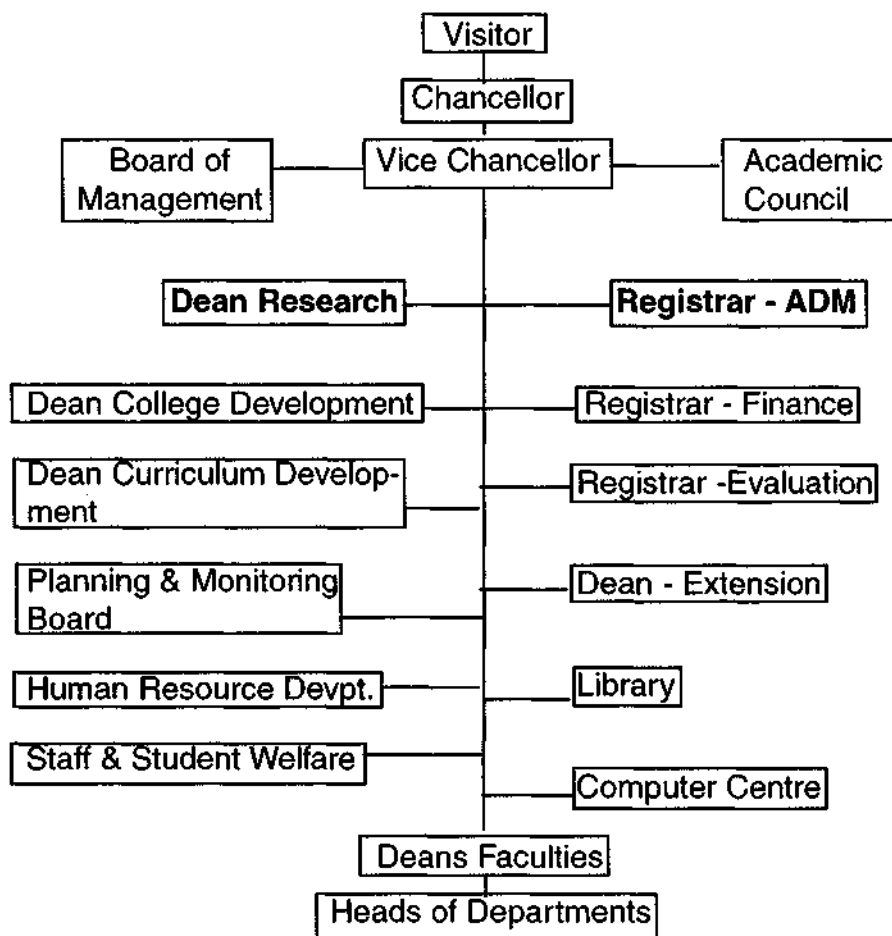 Visitor
Chancellor
Board of
Management
Vice Chancellor
Academic
Council
Dean Research
Registrar - ADM
Dean College Development
Registrar - Finance
Dean Curriculum Develop-
ment
Registrar -Evaluation
Planning & Monitoring
Board
Dean - Extension
Human Resource Devpt.
Library
Staff & Student Welfare
Computer Centre
Deans Faculties
Heads of Departments